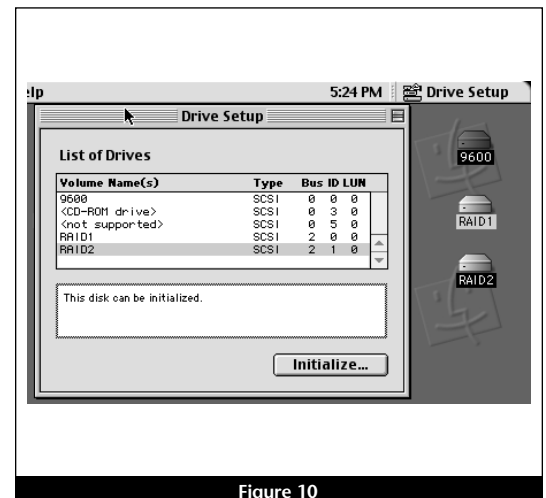 elp 5:24 PM Drive Setup
Drive Setup
List of Drives
Volume Name(s) Type Bus ID LUN
9600 SCSI 0 0 0
<CD-ROM drive> SCSI 0 3 0
<not supported> SCSI 0 5 0
RAID1 SCSI 2 0 0
RAID2 SCSI 2 1 0
This disk can be initialized.
Initialize...
9600
RAID1
RAID2
Figure 10